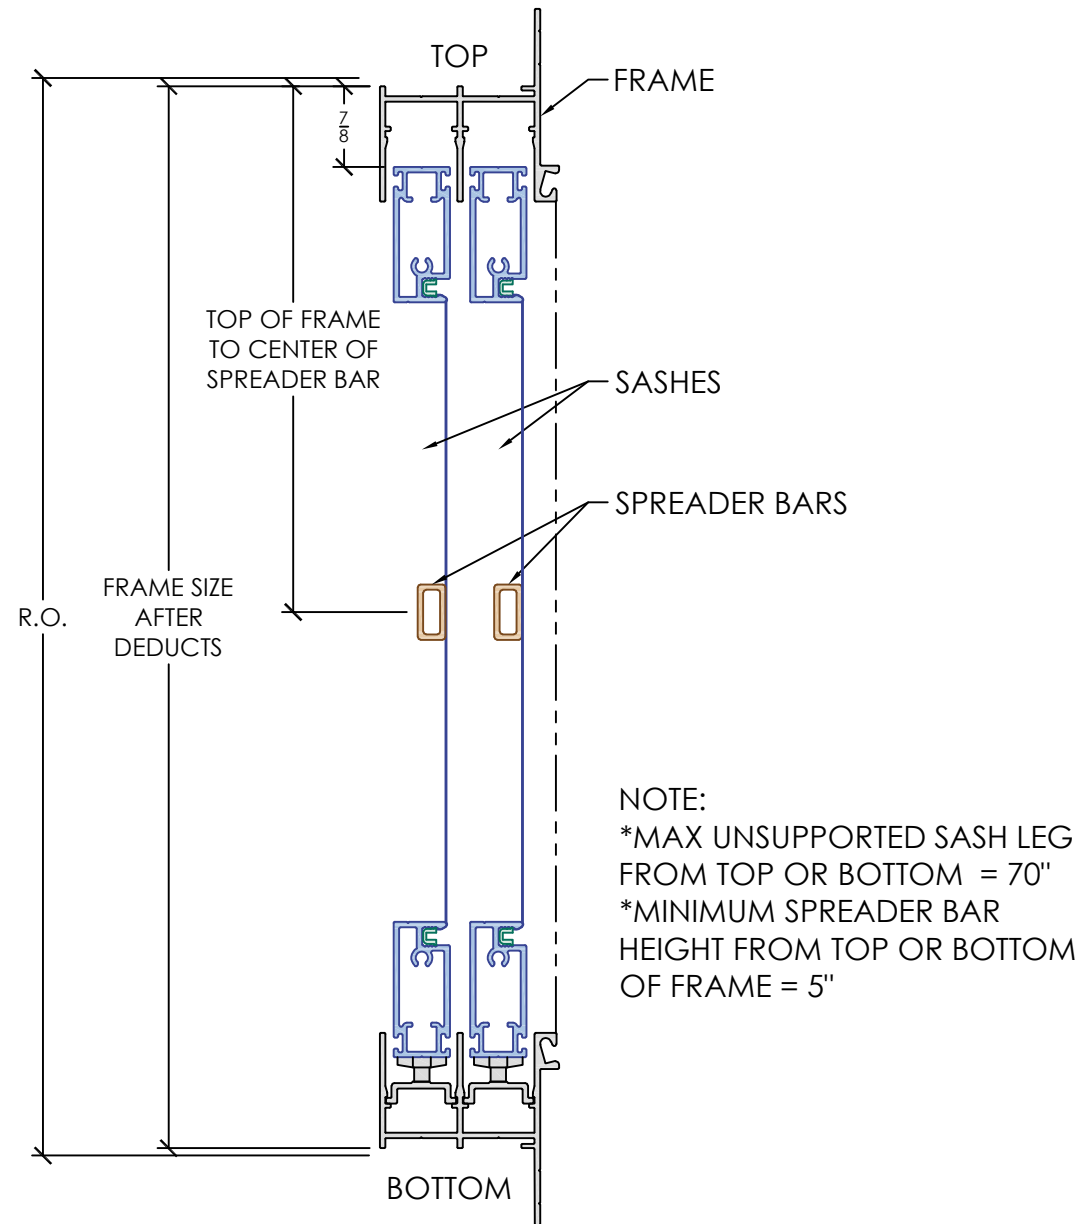 TOP
FRAME
7/8
TOP OF FRAME
TO CENTER OF
SPREADER BAR
SASHES
SPREADER BARS
FRAME SIZE
AFTER
DEDUCTS
R.O.
NOTE:
*MAX UNSUPPORTED SASH LEG
FROM TOP OR BOTTOM = 70"
*MINIMUM SPREADER BAR
HEIGHT FROM TOP OR BOTTOM
OF FRAME = 5"
BOTTOM